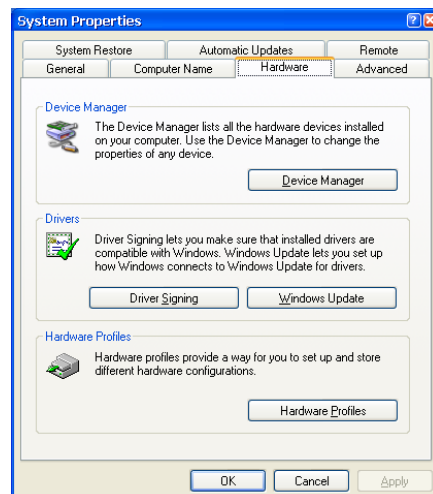 System Properties
System Restore Automatic Updates Remote
General Computer Name Hardware Advanced
Device Manager
The Device Manager lists all the hardware devices installed
on your computer. Use the Device Manager to change the
properties of any device.
Device Manager
Drivers
Driver Signing lets you make sure that installed drivers are
compatible with Windows. Windows Update lets you set up
how Windows connects to Windows Update for drivers.
Driver Signing Windows Update
Hardware Profiles
Hardware profiles provide a way for you to set up and store
different hardware configurations.
Hardware Profiles
OK Cancel Apply